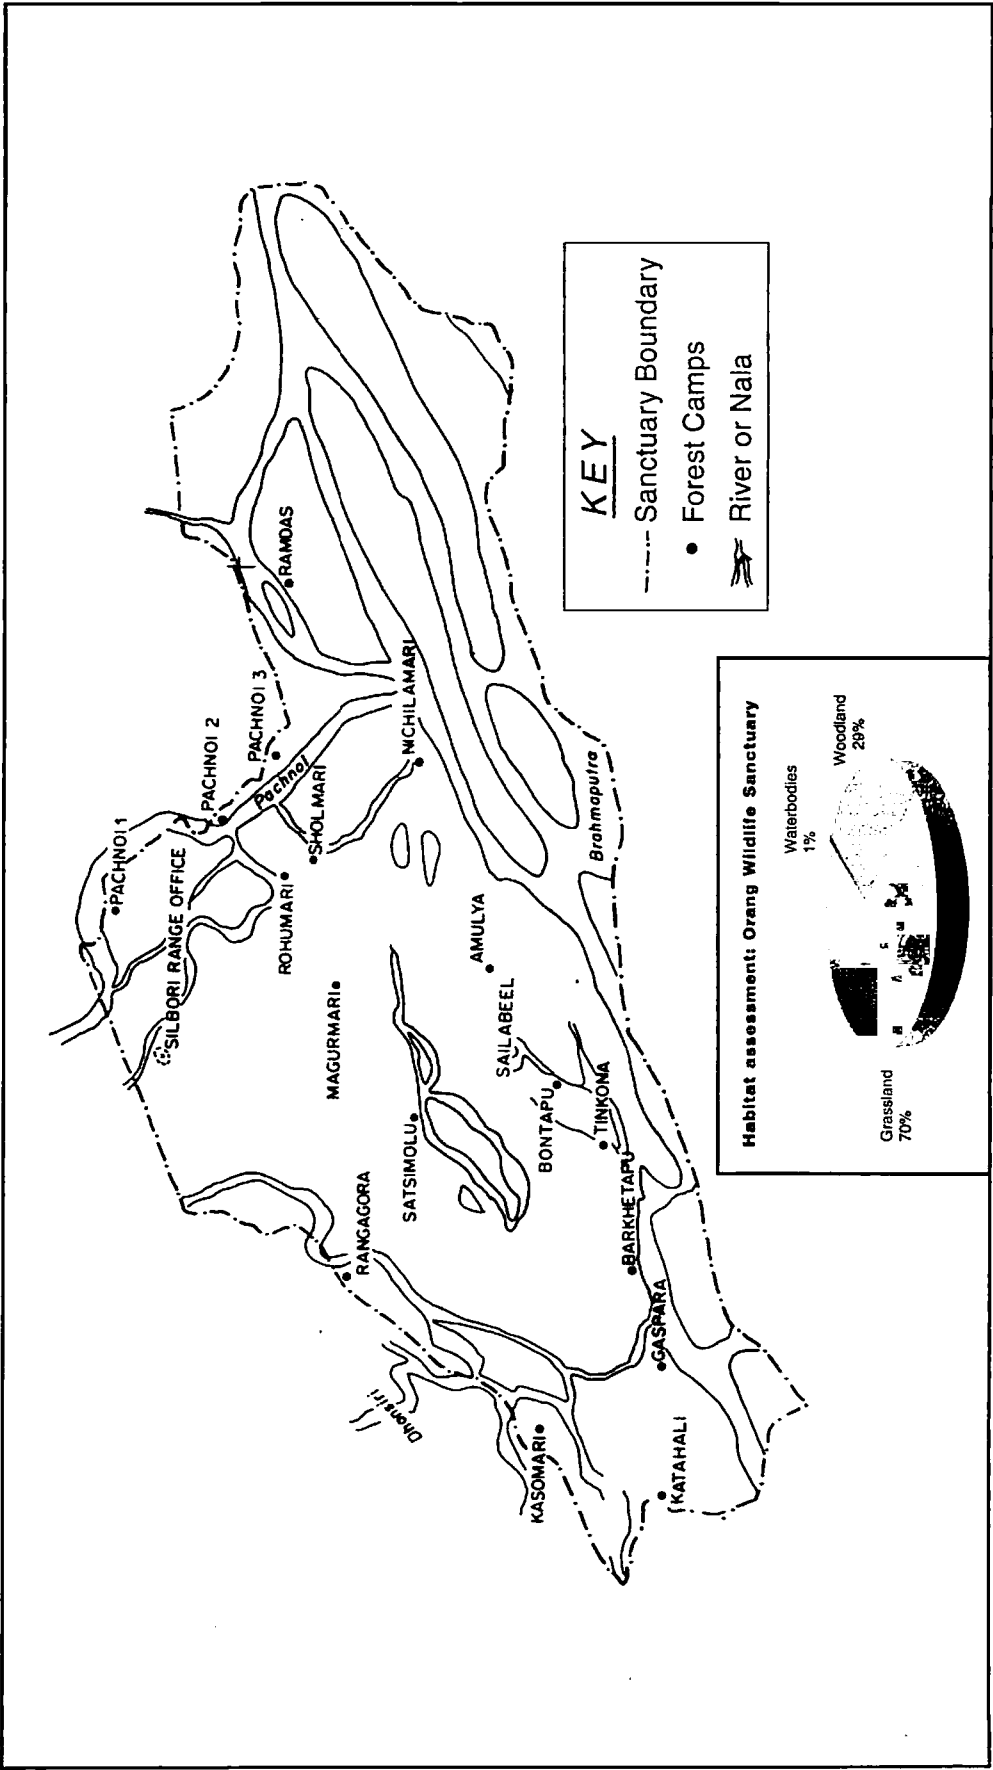 PACHNOI 1
SILBORI RANGE OFFICE
PACHNOI 2
PACHNOI 3
Pachnoi
RAMDAS
ROHUMARI
SHOLMARI
NICHILAMARI
MAGURMARI
RANGAGORA
SATSIMOLU
AMULYA
SAILABEEL
BONTAPU
TINKONA
BARKHETAPU
GASPARA
Dhansiri
KASOMARI
KATAHALI
Brahmaputra
KEY
Sanctuary Boundary
Forest Camps
River or Nala
Habitat assessment: Orang Wildlife Sanctuary
Waterbodies
1%
Woodland
29%
Grassland
70%